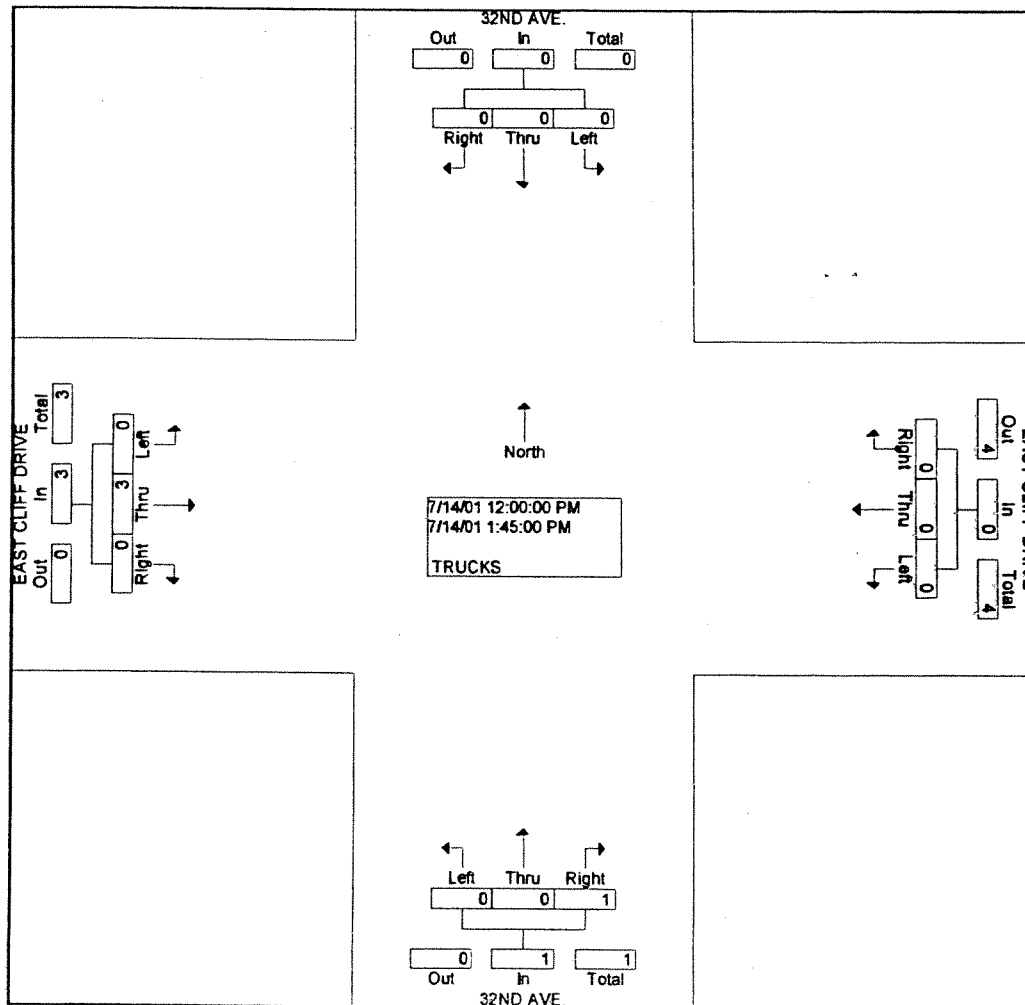 32ND AVE.
Out In Total
0 0 0
0 0 0
Right Thru Left
EAST CLIFF DRIVE
Total In Out
3 3 0
0 3 0
Left Thru Right
North
7/14/01 12:00:00 PM
7/14/01 1:45:00 PM
TRUCKS
Right Thru Left
0 0 0
Out In Total
4 0 4
Left Thru Right
0 0 1
0 1 1
Out In Total
32ND AVE.